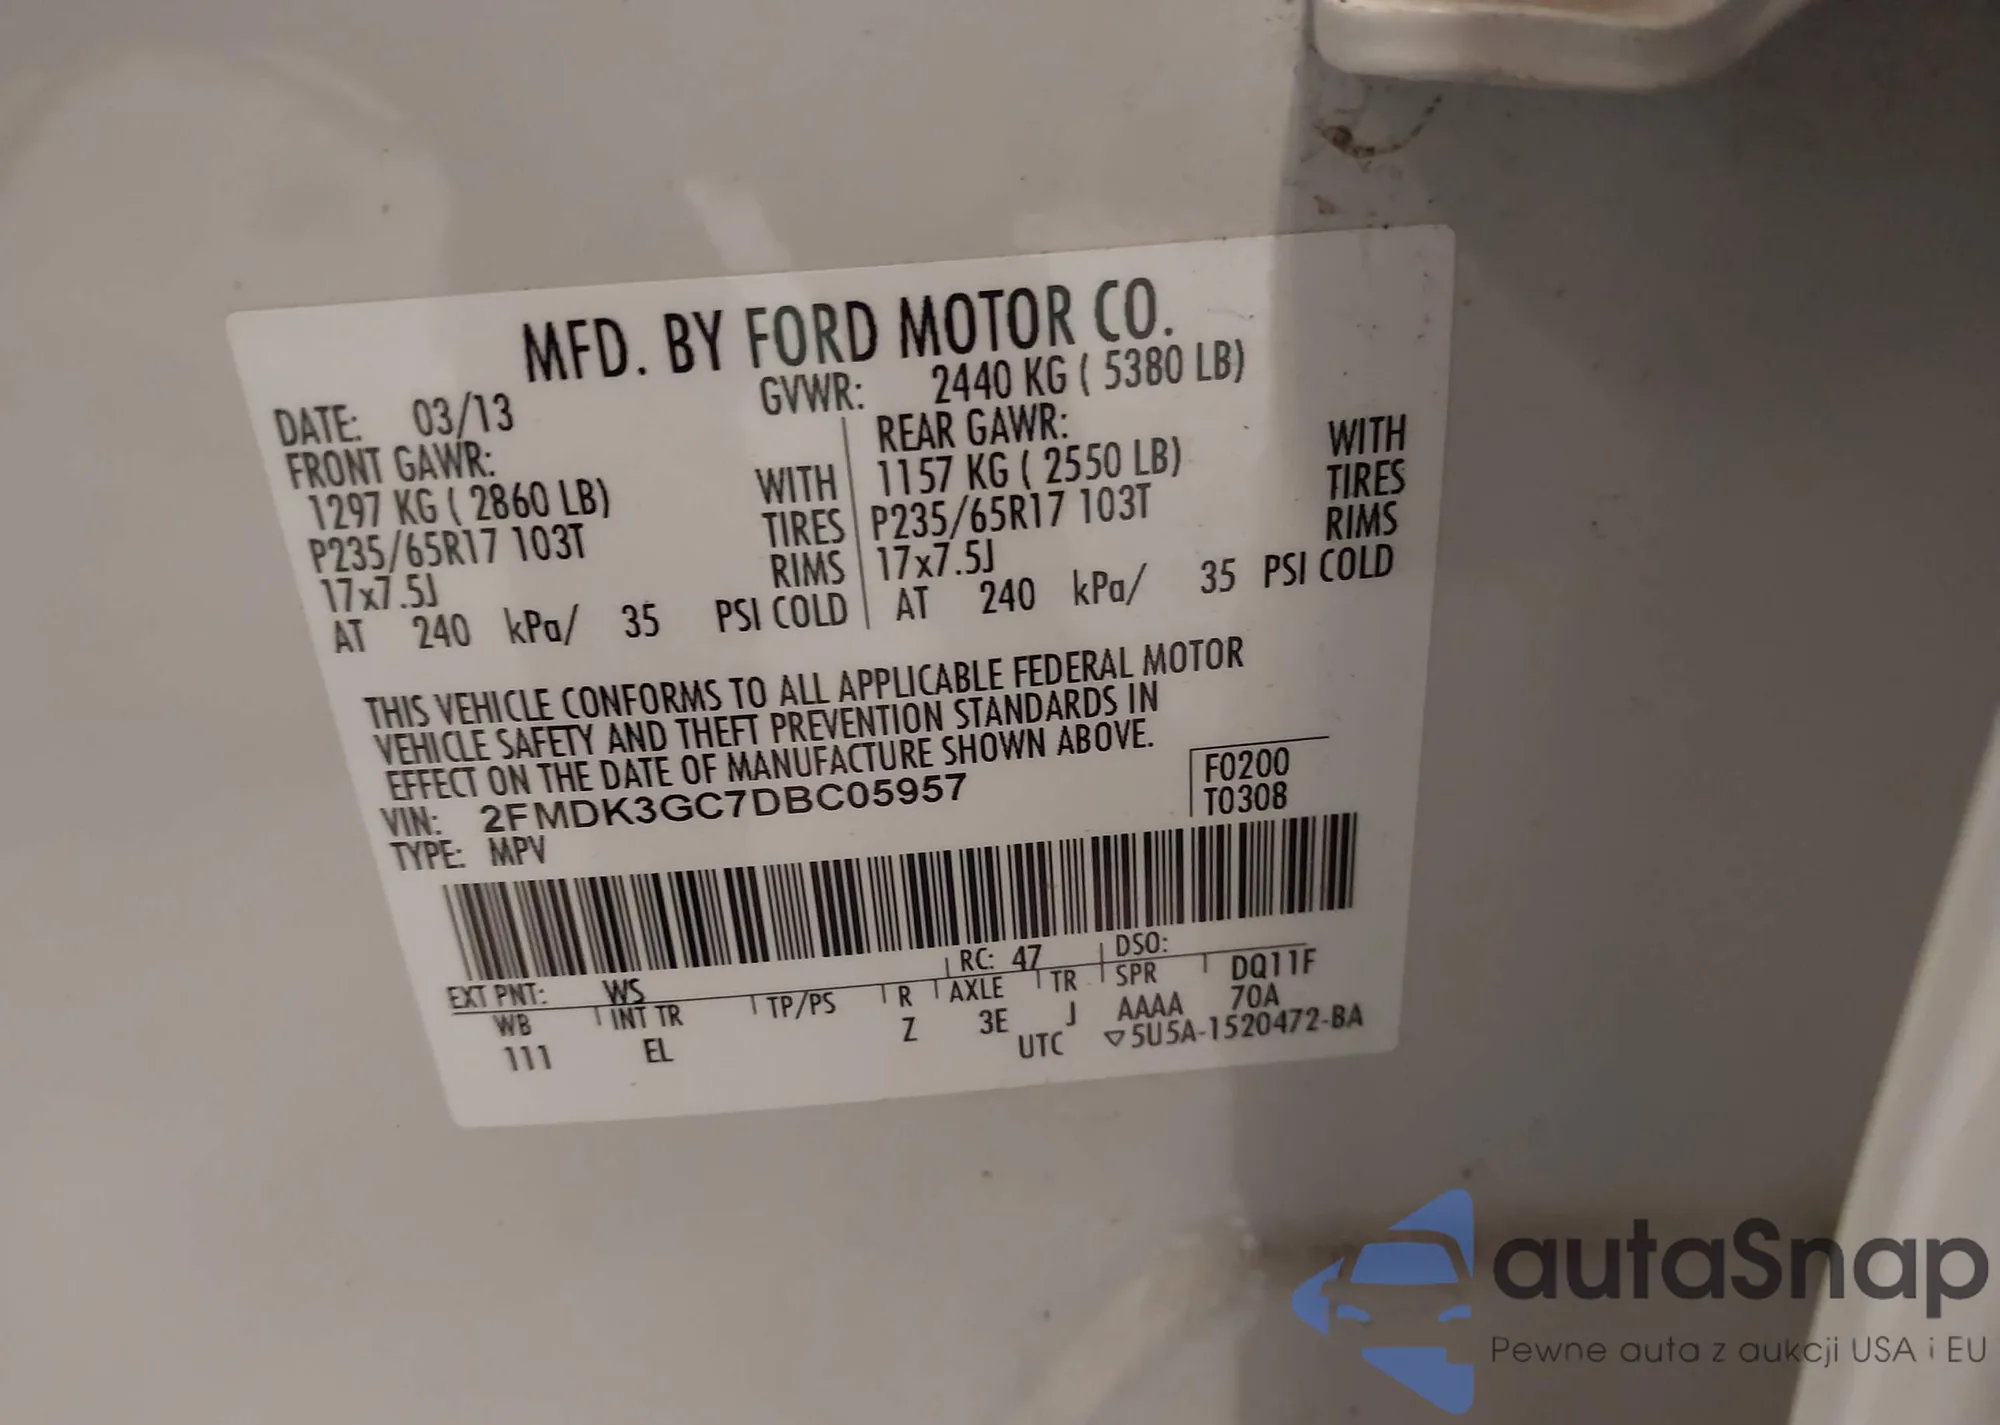 MFD. BY FORD MOTOR CO.
DATE: 03/13 GVWR: 2440 KG ( 5380 LB)
FRONT GAWR: REAR GAWR:
1297 KG ( 2860 LB) WITH 1157 KG ( 2550 LB) WITH
P235/65R17 103T TIRES P235/65R17 103T TIRES
17x7.5J RIMS 17x7.5J RIMS
AT 240 kPa/ 35 PSI COLD AT 240 kPa/ 35 PSI COLD
THIS VEHICLE CONFORMS TO ALL APPLICABLE FEDERAL MOTOR
VEHICLE SAFETY AND THEFT PREVENTION STANDARDS IN
EFFECT ON THE DATE OF MANUFACTURE SHOWN ABOVE.
VIN: 2FMDK3GC7DBC05957 F0200
TYPE: MPV T0308
EXT PNT: WS RC: 47 DSO:
WB INT TR TP/PS R AXLE TR SPR DQ11F
111 EL Z 3E J AAAA 70A
UTC ▽5U5A-1520472-BA
autaSnap
Pewne auta z aukcji USA i EU